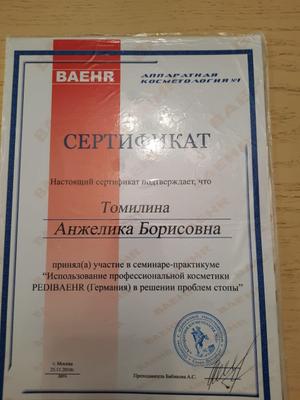 BAEHR
АППАРАТНАЯ
КОСМЕТОЛОГИЯ №1
СЕРТИФИКАТ
Настоящий сертификат подтверждает, что
Томилина
Анжелика Борисовна
принял(а) участие в семинаре-практикуме
“Использование профессиональной косметики
PEDIBAEHR (Германия) в решении проблем стопы”
г. Москва
дата
Преподаватель Бабикова А.С.